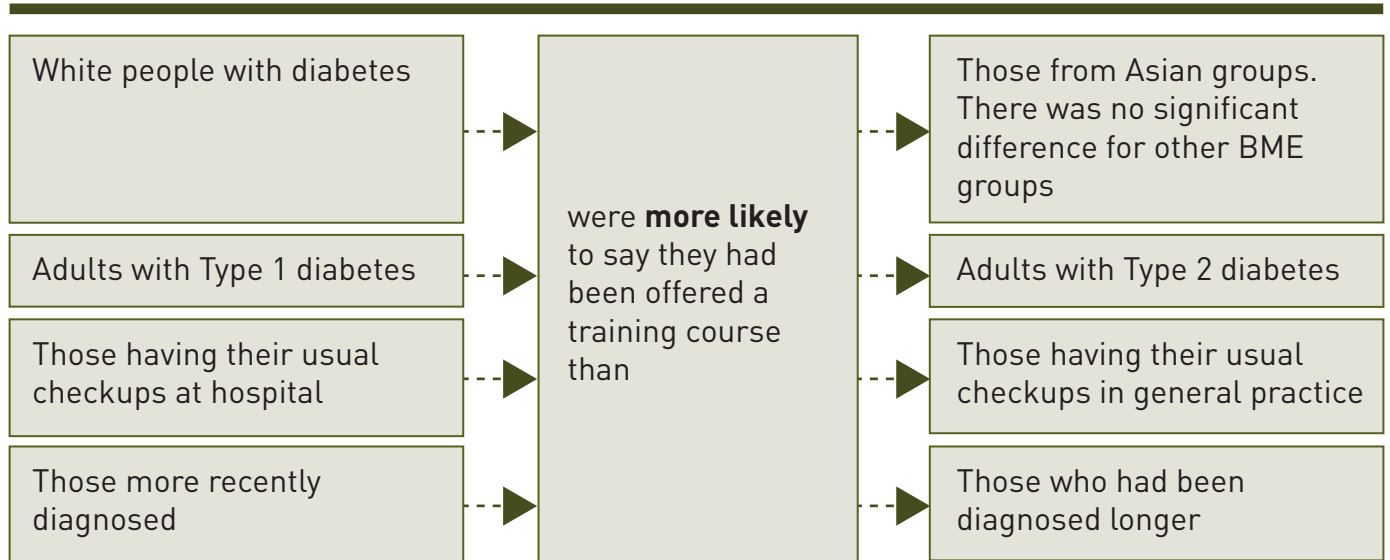 White people with diabetes
were more likely
to say they had
been offered a
training course
than
Those from Asian groups.
There was no significant
difference for other BME
groups
Adults with Type 1 diabetes
Adults with Type 2 diabetes
Those having their usual
checkups at hospital
Those having their usual
checkups in general practice
Those more recently
diagnosed
Those who had been
diagnosed longer